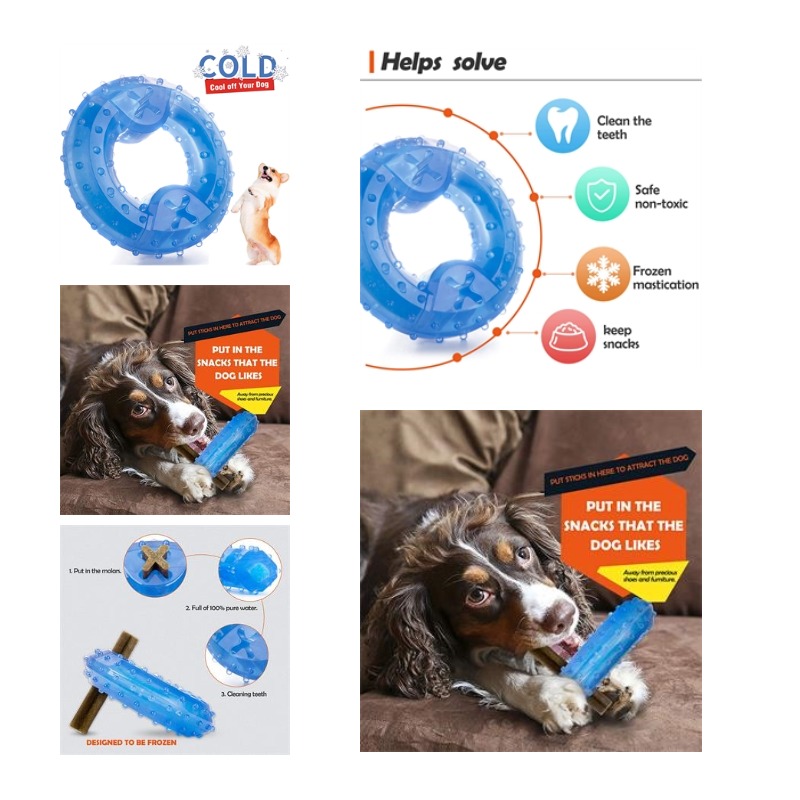 COLD
Cool off Your Dog
Helps solve
Clean the
teeth
Safe
non-toxic
Frozen
mastication
keep
snacks
PUT STICKS IN HERE TO ATTRACT THE DOG
PUT IN THE
SNACKS THAT THE
DOG LIKES
Away from precious
shoes and furniture.
1. Put in the molars.
2. Full of 100% pure water.
3. Cleaning teeth
DESIGNED TO BE FROZEN
PUT STICKS IN HERE TO ATTRACT THE DOG
PUT IN THE
SNACKS THAT THE
DOG LIKES
Away from precious
shoes and furniture.